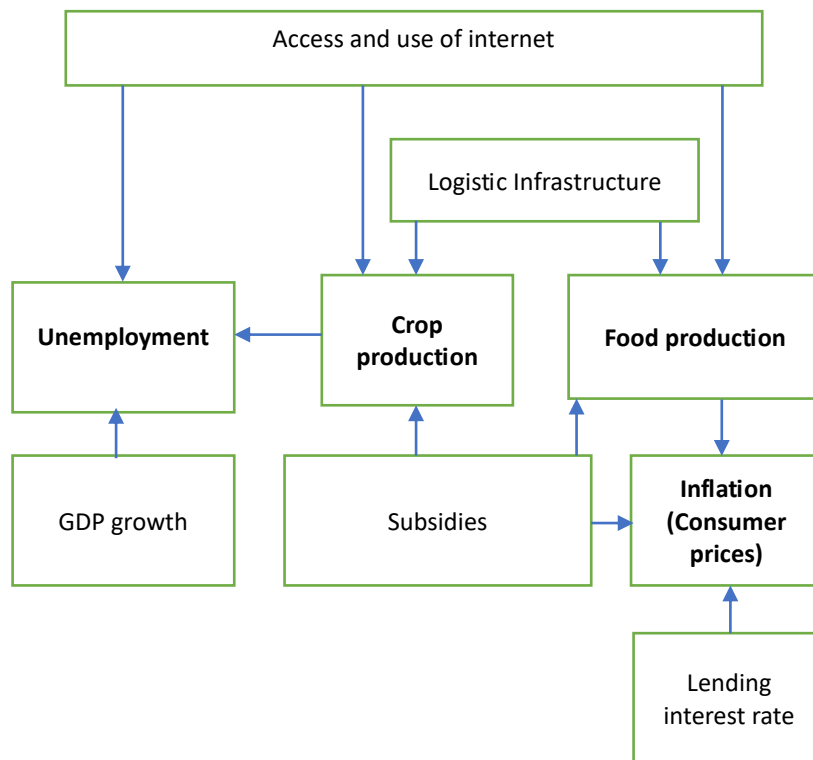 Access and use of internet
Logistic Infrastructure
Unemployment
Crop
production
Food production
GDP growth
Subsidies
Inflation
(Consumer
prices)
Lending
interest rate